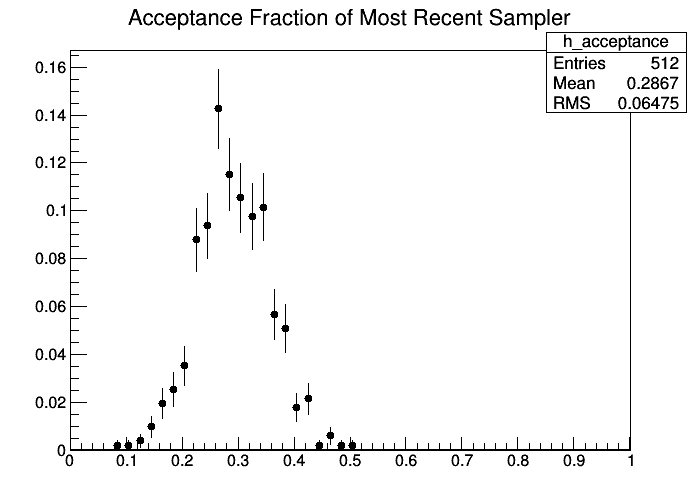 Acceptance Fraction of Most Recent Sampler
h_acceptance
Entries 512
Mean 0.2867
RMS 0.06475
0.16
0.14
0.12
0.1
0.08
0.06
0.04
0.02
0
0 0.1 0.2 0.3 0.4 0.5 0.6 0.7 0.8 0.9 1